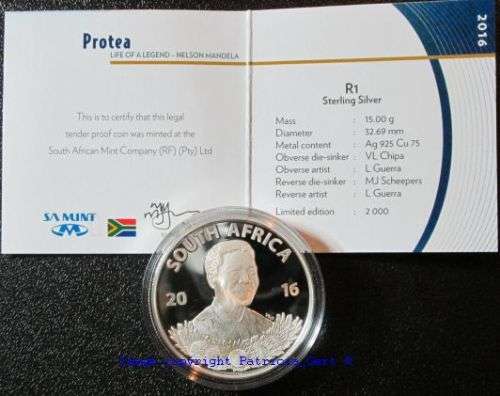 Protea
LIFE OF A LEGEND – NELSON MANDELA
This is to certify that this legal
tender proof coin was minted at the
South African Mint Company (RF) (Pty) Ltd
SA MINT
2016
R1
Sterling Silver
Mass : 15.00 g
Diameter : 32.69 mm
Metal content : Ag 925 Cu 75
Obverse die-sinker : VL Chipa
Obverse artist : L Guerra
Reverse die-sinker : MJ Scheepers
Reverse artist : L Guerra
Limited edition : 2 000
SOUTH AFRICA
20 16
Image copyright Patricia